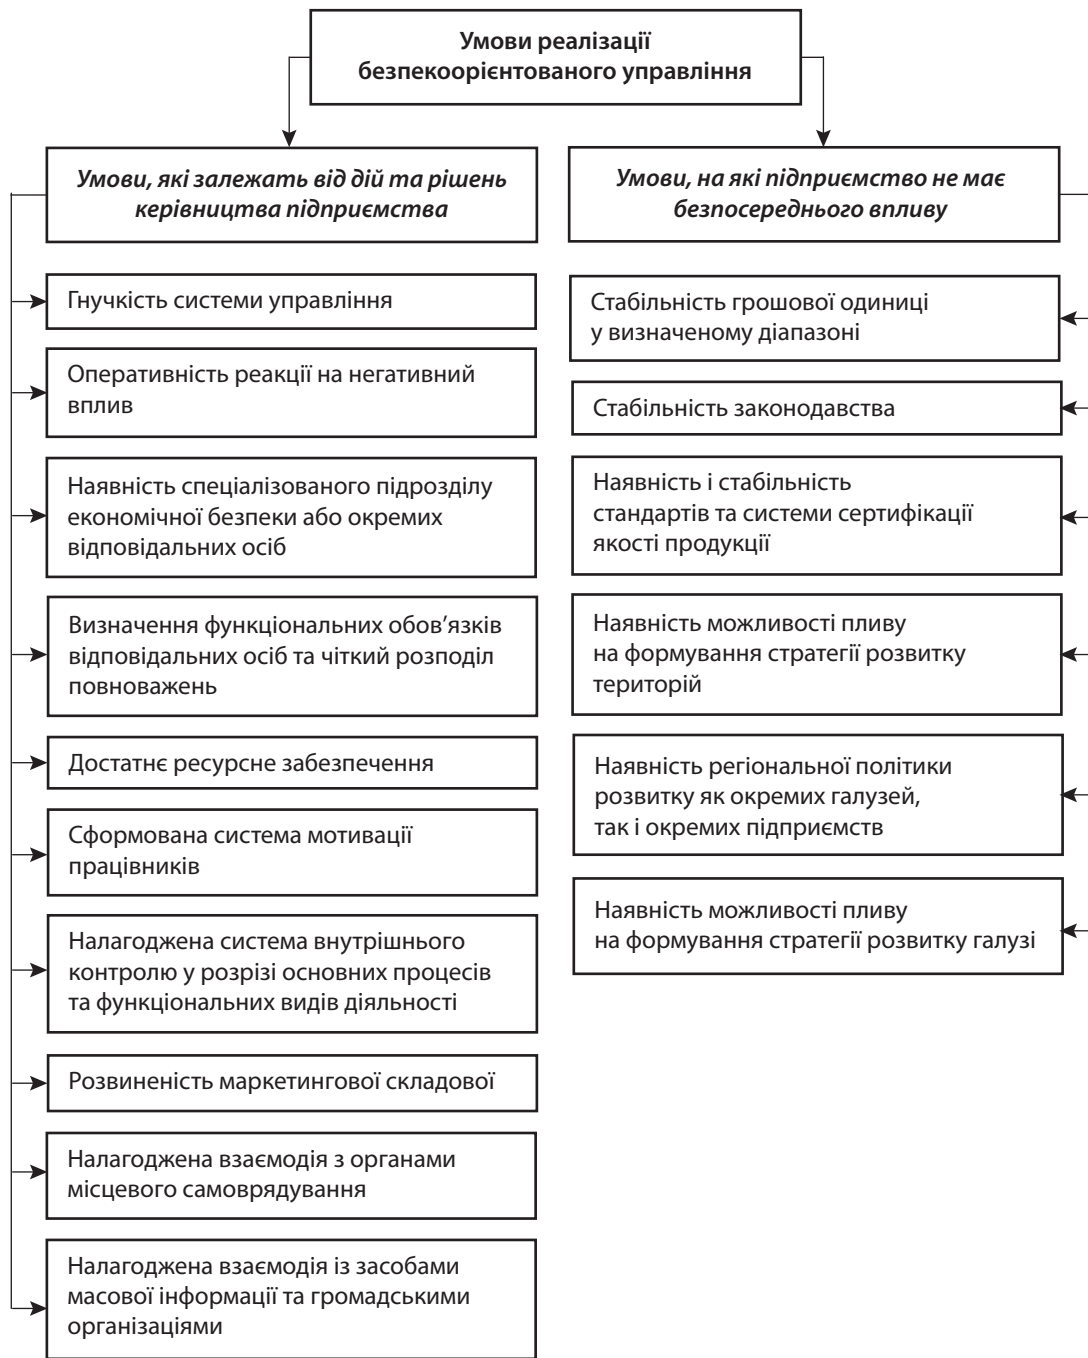 Умови реалізації
безпекоорієнтованого управління
Умови, які залежать від дій та рішень
керівництва підприємства
Гнучкість системи управління
Оперативність реакції на негативний
вплив
Наявність спеціалізованого підрозділу
економічної безпеки або окремих
відповідальних осіб
Визначення функціональних обов’язків
відповідальних осіб та чіткий розподіл
повноважень
Достатнє ресурсне забезпечення
Сформована система мотивації
працівників
Налагоджена система внутрішнього
контролю у розрізі основних процесів
та функціональних видів діяльності
Розвиненість маркетингової складової
Налагоджена взаємодія з органами
місцевого самоврядування
Налагоджена взаємодія із засобами
масової інформації та громадськими
організаціями
Умови, на які підприємство не має
безпосереднього впливу
Стабільність грошової одиниці
у визначеному діапазоні
Стабільність законодавства
Наявність і стабільність
стандартів та системи сертифікації
якості продукції
Наявність можливості пливу
на формування стратегії розвитку
територій
Наявність регіональної політики
розвитку як окремих галузей,
так і окремих підприємств
Наявність можливості пливу
на формування стратегії розвитку галузі